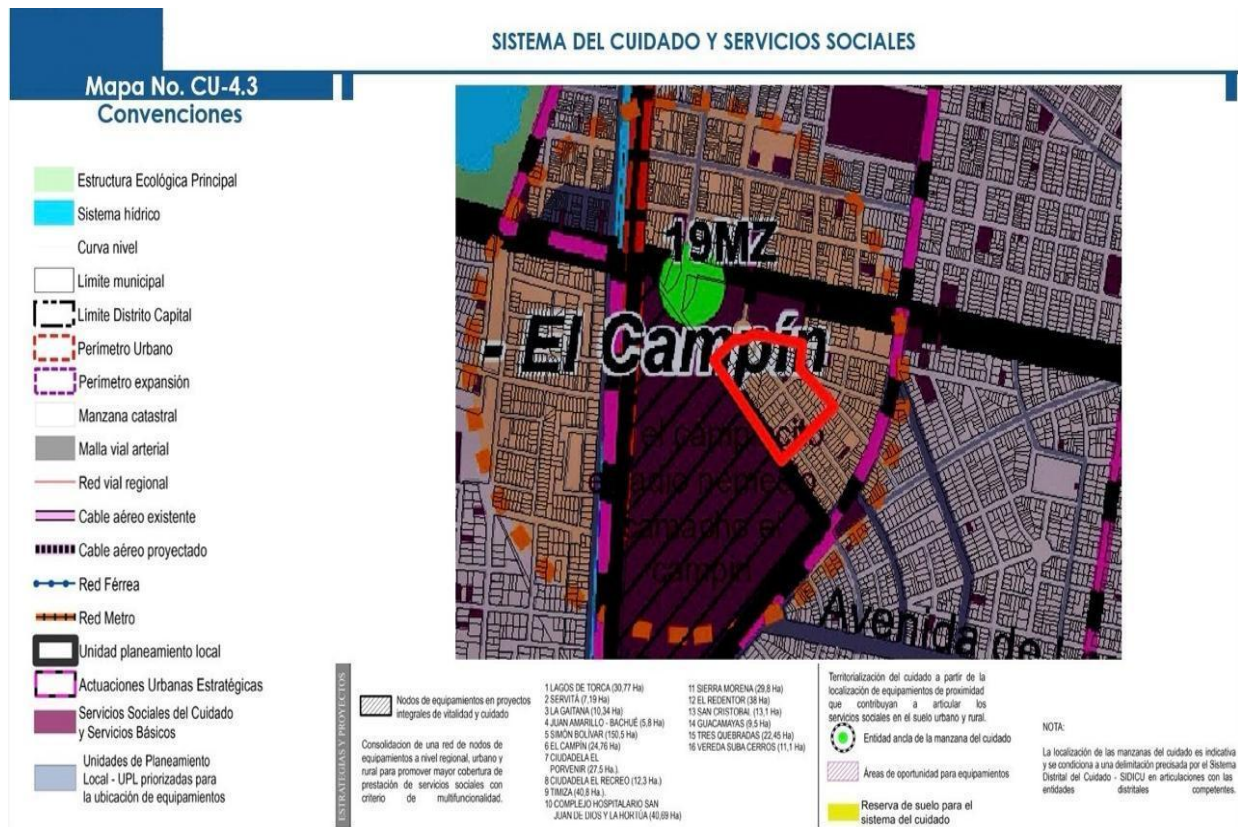 SISTEMA DEL CUIDADO Y SERVICIOS SOCIALES
Mapa No. CU-4.3
Convenciones
Estructura Ecológica Principal
Sistema hídrico
Curva nivel
Límite municipal
Límite Distrito Capital
Perímetro Urbano
Perímetro expansión
Manzana catastral
Malla vial arterial
Red vial regional
Cable aéreo existente
Cable aéreo proyectado
Red Férrea
Red Metro
Unidad planeamiento local
Actuaciones Urbanas Estratégicas
Servicios Sociales del Cuidado
y Servicios Básicos
Unidades de Planeamiento
Local - UPL priorizadas para
la ubicación de equipamientos
19MZ
- El Campín
el camp cito
nemes
camachs el
campin
Avenida de l
ESTRATEGIAS Y PROYECTOS
Nodos de equipamientos en proyectos
integrales de vitalidad y cuidado
Consolidacion de una red de nodos de
equipamientos a nivel regional, urbano y
rural para promover mayor cobertura de
prestación de servicios sociales con
criterio de multifuncionalidad.
1 LAGOS DE TORCA (30,77 Ha)
2 SERVITÁ (7,19 Ha)
3 LA GAITANA (10,34 Ha)
4 JUAN AMARILLO - BACHUÉ (5,8 Ha)
5 SIMÓN BOLÍVAR (150,5 Ha)
6 EL CAMPÍN (24,76 Ha)
7 CIUDADELA EL
PORVENIR (27,5 Ha.).
8 CIUDADELA EL RECREO (12,3 Ha.)
9 TIMIZA (40,8 Ha.).
10 COMPLEJO HOSPITALARIO SAN
JUAN DE DIOS Y LA HORTÚA (40,69 Ha)
11 SIERRA MORENA (29,8 Ha)
12 EL REDENTOR (38 Ha)
13 SAN CRISTOBAL (13,1 Ha)
14 GUACAMAYAS (9,5 Ha)
15 TRES QUEBRADAS (22,45 Ha)
16 VEREDA SUBA CERROS (11,1 Ha)
Territorialización del cuidado a partir de la
localización de equipamientos de proximidad
que contribuyan a articular los
servicios sociales en el suelo urbano y rural.
Entidad ancla de la manzana del cuidado
Áreas de oportunidad para equipamientos
Reserva de suelo para el
sistema del cuidado
NOTA:
La localización de las manzanas del cuidado es indicativa
y se condiciona a una delimitación precisada por el Sistema
Distrital del Cuidado - SIDICU en articulaciones con las
entidades distritales competentes.